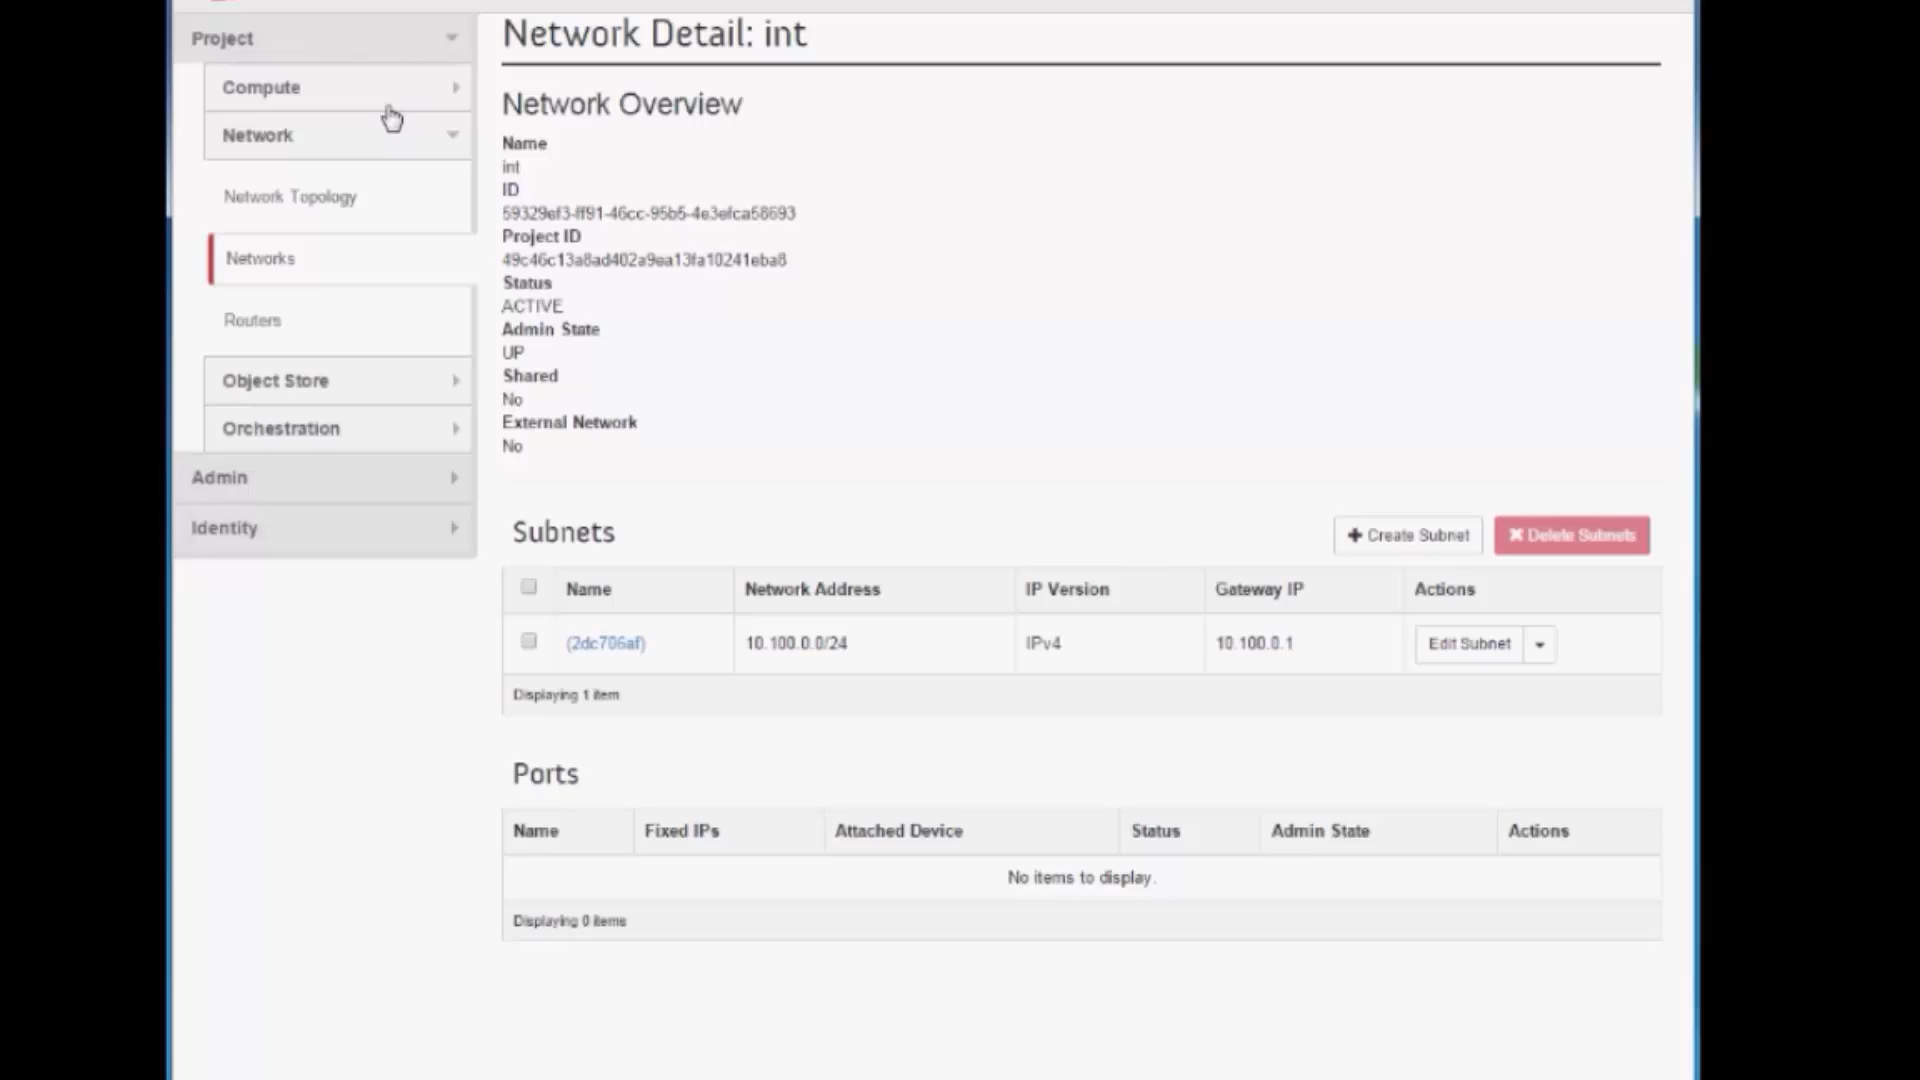 Project
Compute
Network
Network Topology
Networks
Routers
Object Store
Orchestration
Admin
Identity
Network Detail: int
Network Overview
Name
int
ID
59329ef3-ff91-46cc-95b5-4e3efca58693
Project ID
49c46c13a8ad402a9ea13fa10241eba8
Status
ACTIVE
Admin State
UP
Shared
No
External Network
No
Subnets
Create Subnet
Delete Subnets
Name Network Address IP Version Gateway IP Actions
(2dc706af) 10.100.0.0/24 IPv4 10.100.0.1 Edit Subnet
Displaying 1 item
Ports
Name Fixed IPs Attached Device Status Admin State Actions
No items to display.
Displaying 0 items